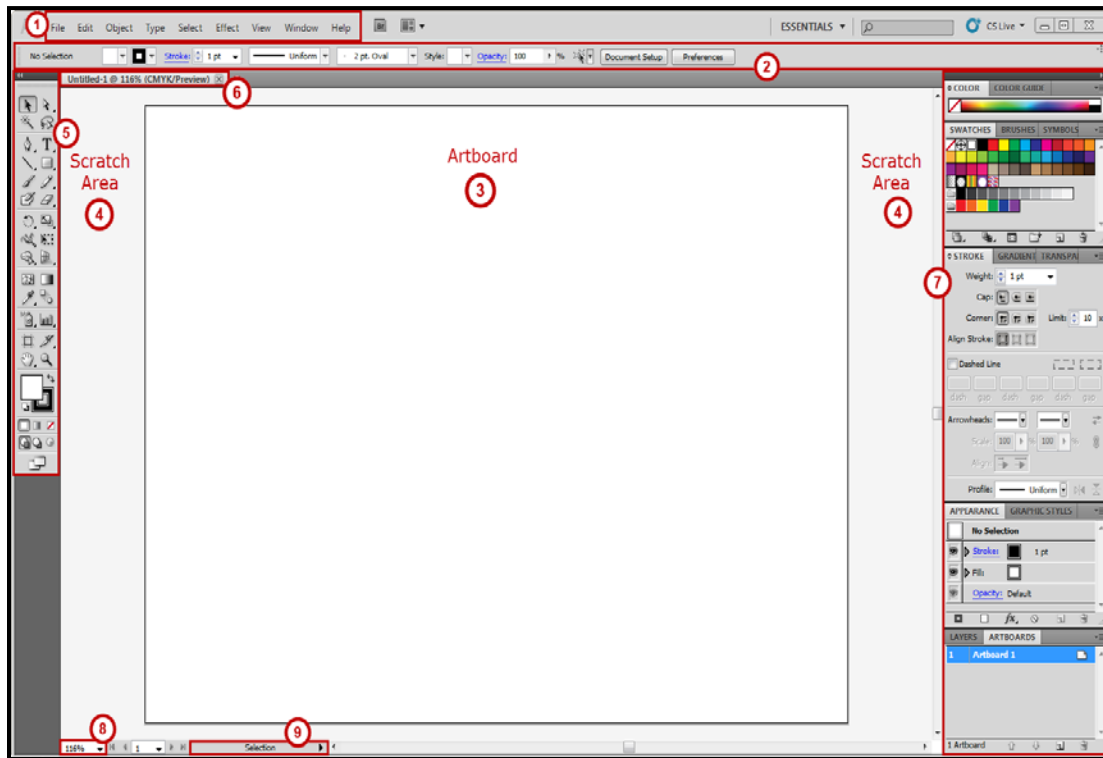 1 File Edit Object Type Select Effect View Window Help Br ESSENTIALS CS Live
No Selection Stroke: 1 pt Uniform 2 pt. Oval Style: Opacity: 100 % Document Setup Preferences
2
Untitled-1 @ 116% (CMYK/Preview)
6
5
T
Scratch
Area
4
Artboard
3
Scratch
Area
4
COLOR COLOR GUIDE
SWATCHES BRUSHES SYMBOLS
7
STROKE GRADIENT TRANSPA
Weight: 1 pt
Cap:
Corner: Limit: 10 x
Align Stroke:
Dashed Line
dash gap dash gap dash gap
Arrowheads:
Scale: 100 % 100 %
Align:
Profile: Uniform
APPEARANCE GRAPHIC STYLES
No Selection
Stroke: 1 pt
Fill:
Opacity: Default
fx
LAYERS ARTBOARDS
1 Artboard 1
1 Artboard
8
9
116% 1 Selection